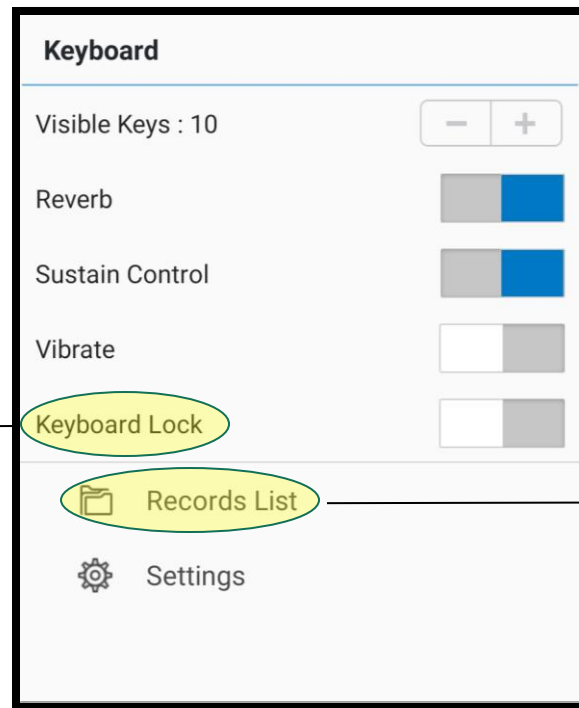 Keyboard
Visible Keys : 10
Reverb
Sustain Control
Vibrate
Keyboard Lock
Records List
Settings